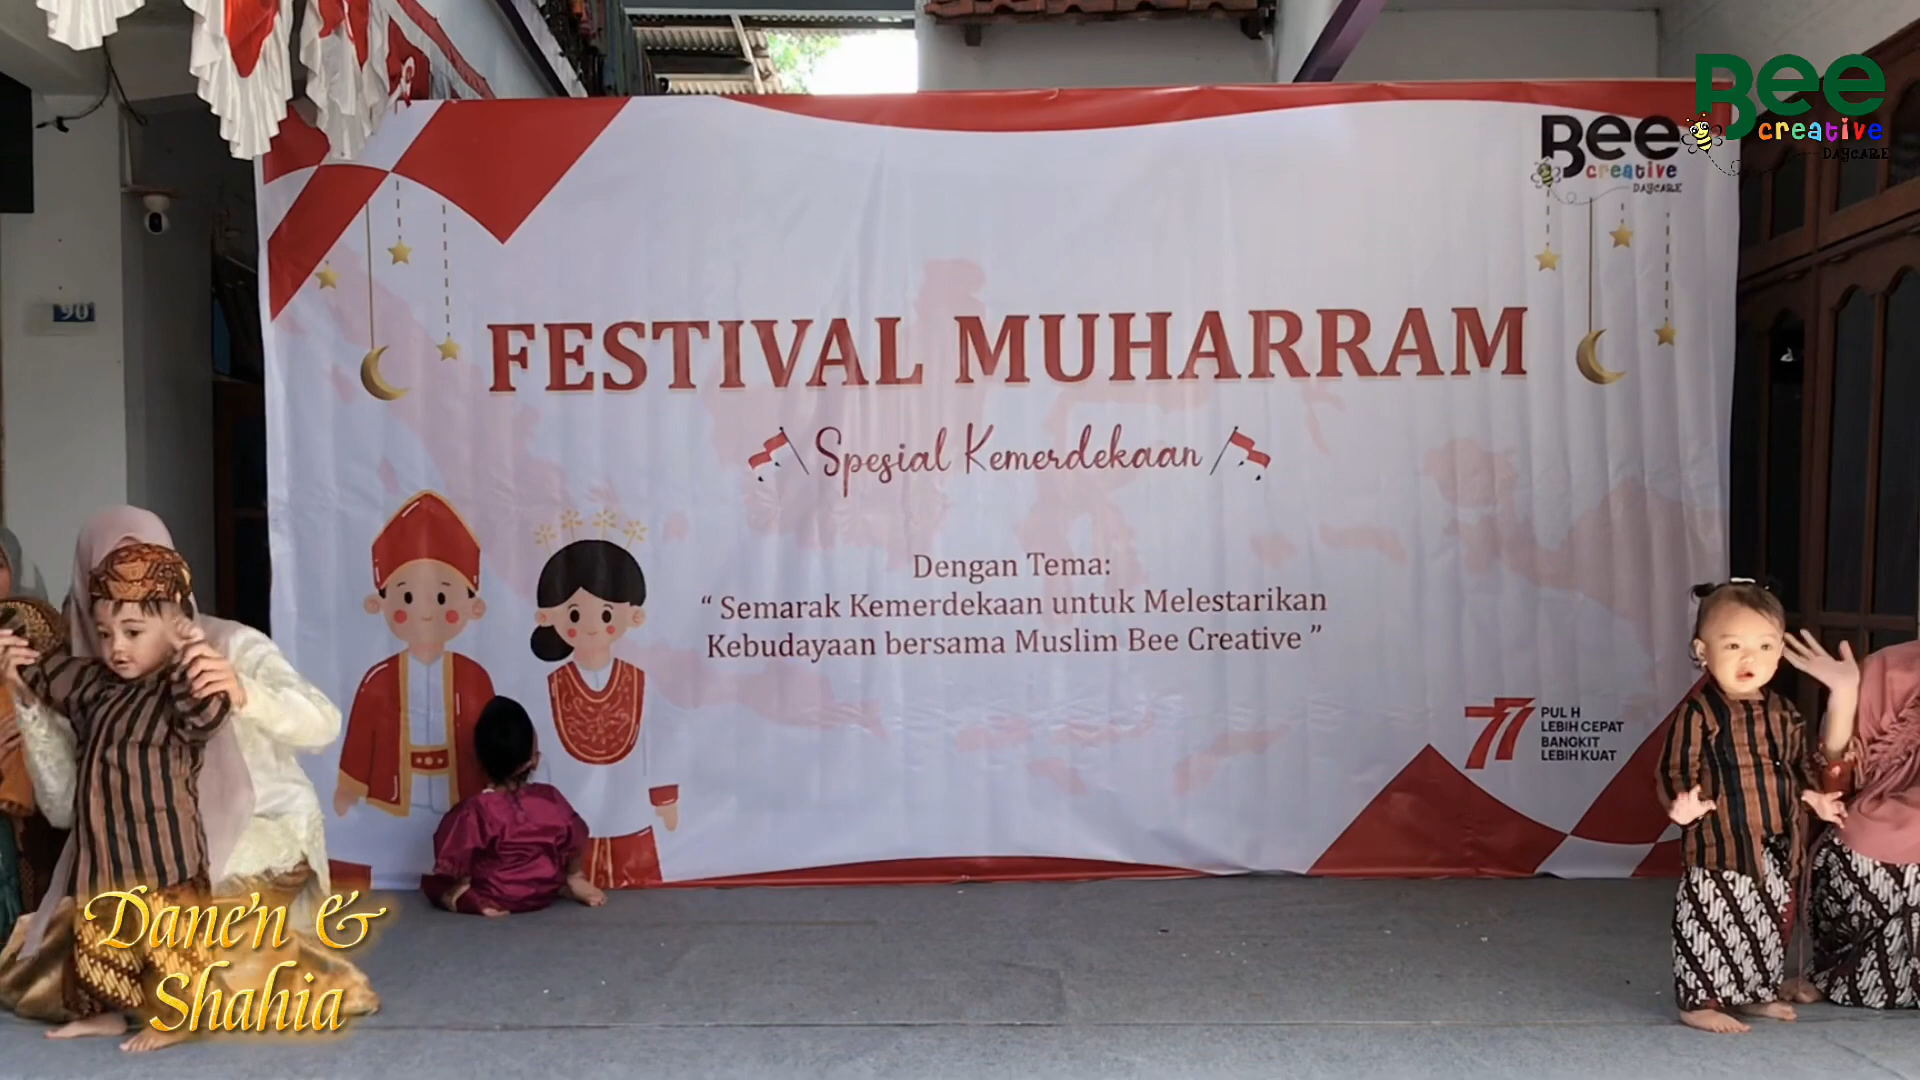 Bee
creative
DAYCARE
Bee
creative
DAYCARE
90
FESTIVAL MUHARRAM
Spesial Kemerdekaan
Dengan Tema:
“ Semarak Kemerdekaan untuk Melestarikan
Kebudayaan bersama Muslim Bee Creative ”
77
PUL H
LEBIH CEPAT
BANGKIT
LEBIH KUAT
Dane'n &
Shahia